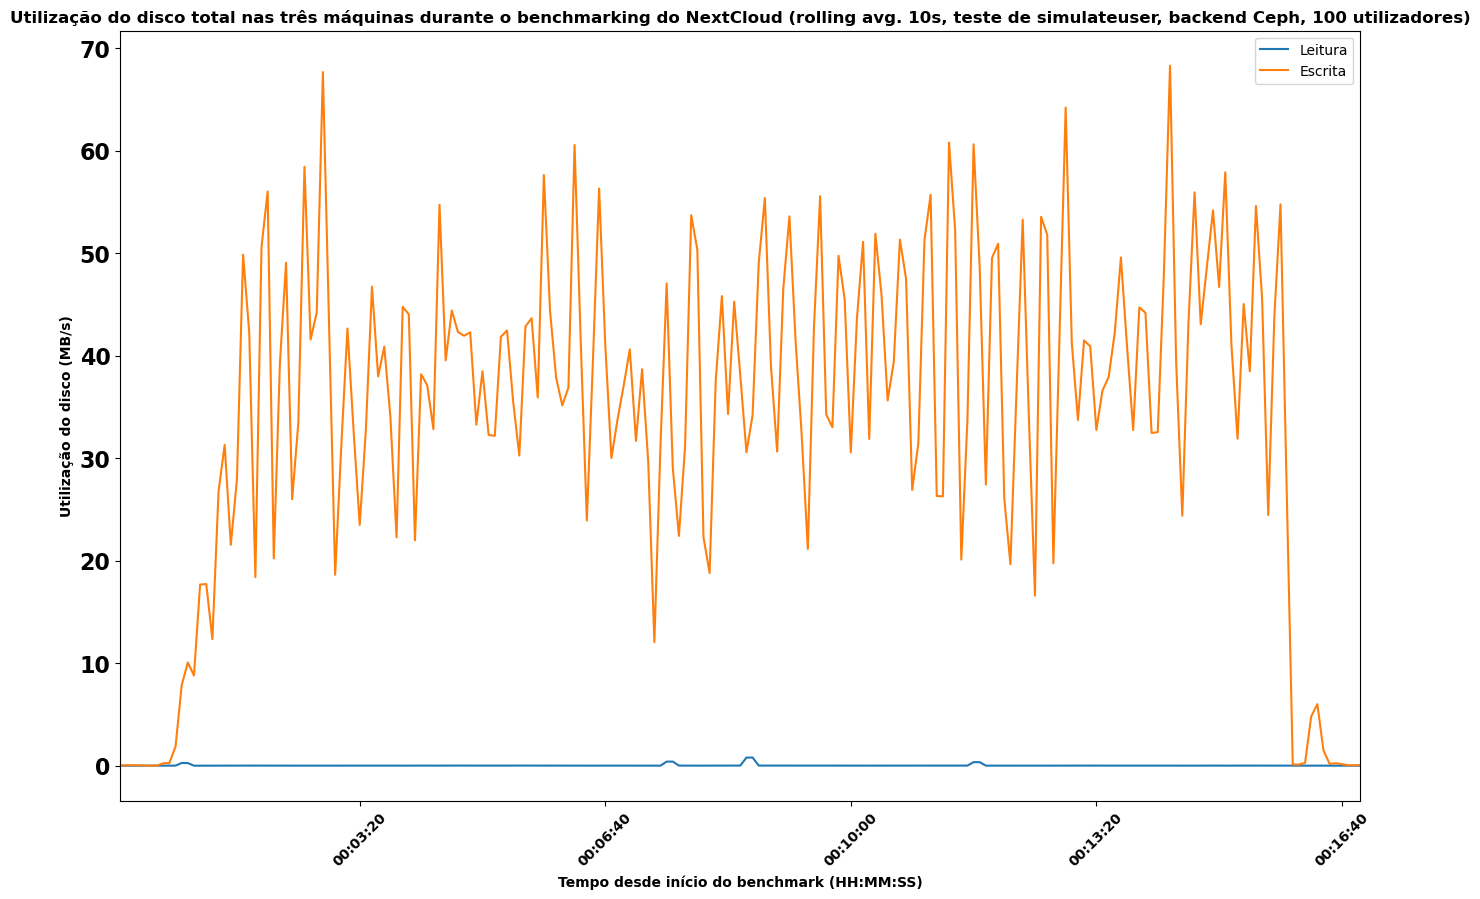 Utilização do disco total nas três máquinas durante o benchmarking do NextCloud (rolling avg. 10s, teste de simulateuser, backend Ceph, 100 utilizadores)
Leitura
Escrita
Utilização do disco (MB/s)
70
60
50
40
30
20
10
0
00:03:20
00:06:40
00:10:00
00:13:20
00:16:40
Tempo desde início do benchmark (HH:MM:SS)